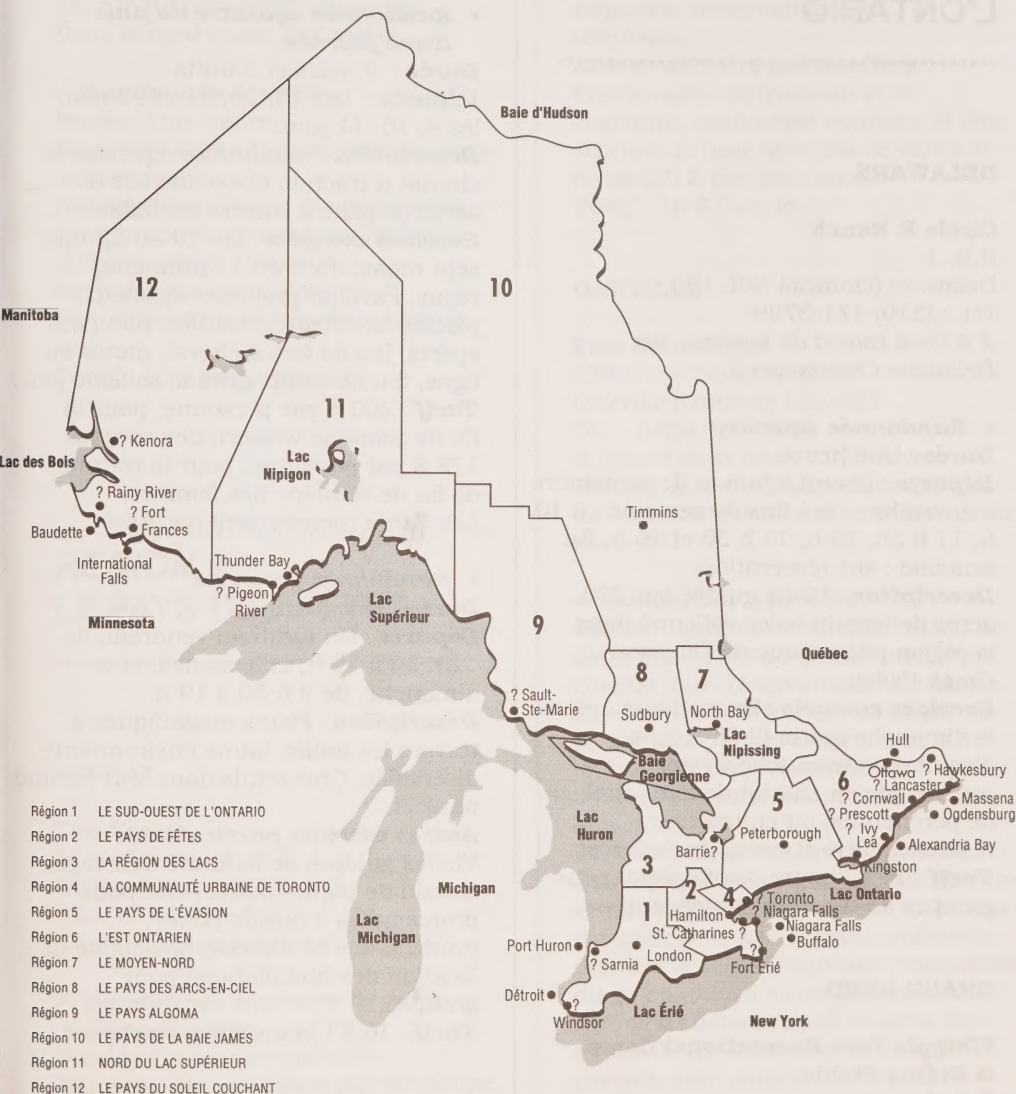 Baie d'Hudson
12
10
Manitoba
11
? Kenora
Lac des Bois
Lac
Nipigon
? Rainy River
? Fort
Frances
Baudette
International
Falls
Thunder Bay
? Pigeon
River
Minnesota
Lac
Supérieur
Timmins
9
Québec
8
7
? Sault-
Ste-Marie
Sudbury
North Bay
Lac
Nipissing
Baie
Georgienne
Hull
Ottawa
? Hawkesbury
6
? Lancaster
? Cornwall
Massena
? Prescott
Ogdensburg
? Ivy
Lea
Alexandria Bay
Kingston
5
Peterborough
Barrie?
Lac
Huron
3
2
4
Lac Ontario
? Toronto
Hamilton
? Niagara Falls
Niagara Falls
St. Catharines ?
Buffalo
1
Michigan
Lac
Michigan
Port Huron
? Sarnia
London
?
Fort Érié
Détroit
?
Windsor
Lac Érié
New York
Région 1 LE SUD-OUEST DE L'ONTARIO
Région 2 LE PAYS DE FÊTES
Région 3 LA RÉGION DES LACS
Région 4 LA COMMUNAUTÉ URBAINE DE TORONTO
Région 5 LE PAYS DE L'ÉVASION
Région 6 L'EST ONTARIEN
Région 7 LE MOYEN-NORD
Région 8 LE PAYS DES ARCS-EN-CIEL
Région 9 LE PAYS ALGOMA
Région 10 LE PAYS DE LA BAIE JAMES
Région 11 NORD DU LAC SUPÉRIEUR
Région 12 LE PAYS DU SOLEIL COUCHANT